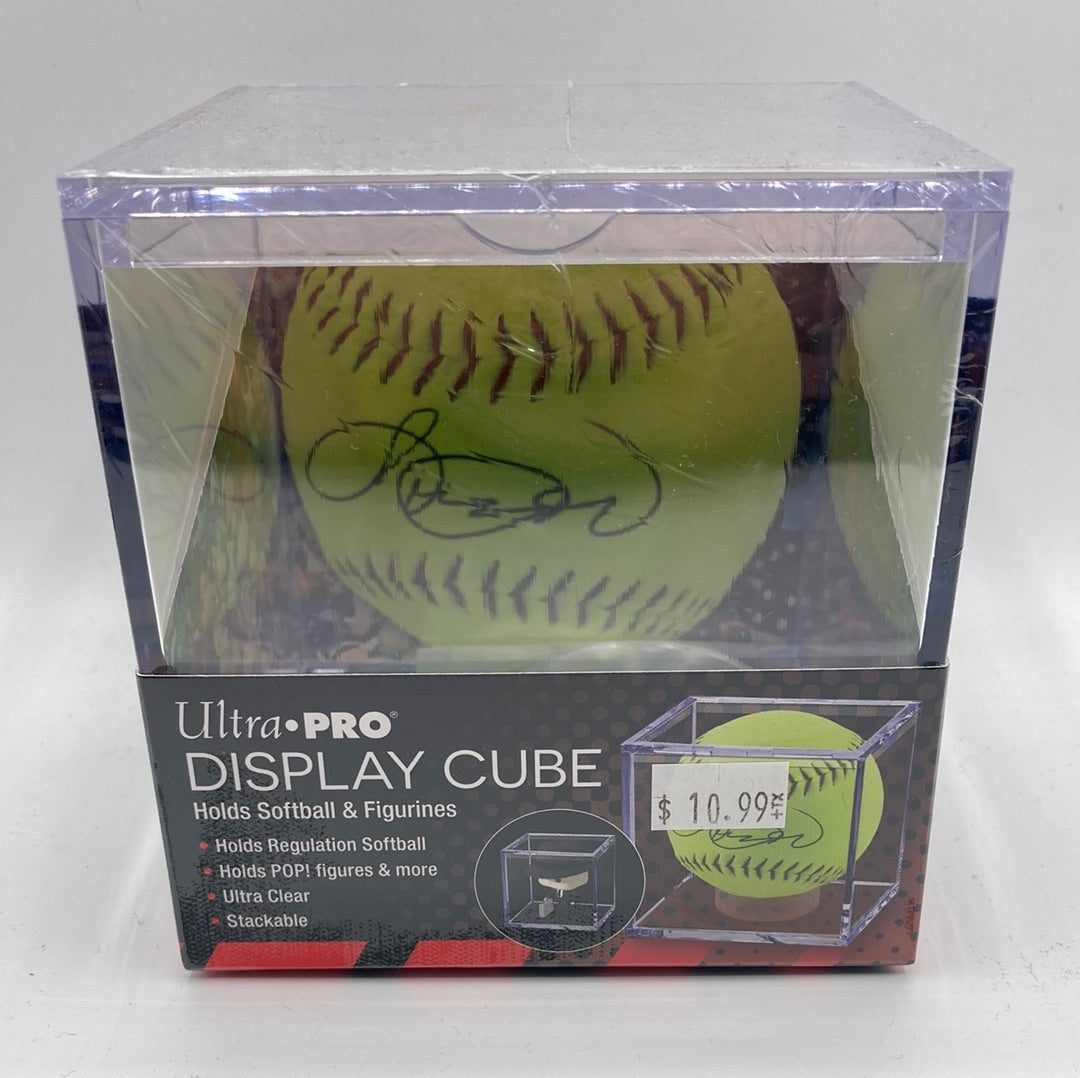 Ultra•PRO®
DISPLAY CUBE
Holds Softball & Figurines
• Holds Regulation Softball
• Holds POP! figures & more
• Ultra Clear
• Stackable
$ 10.99
+TX